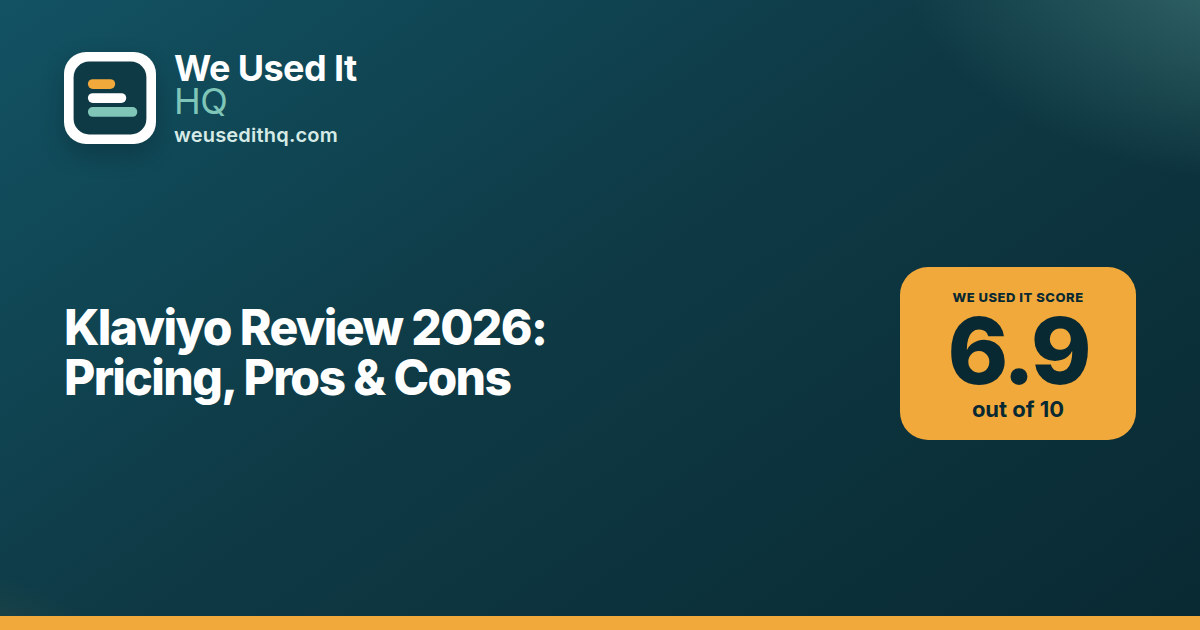 We Used It
HQ
weusedithq.com
Klaviyo Review 2026:
Pricing, Pros & Cons
WE USED IT SCORE
6.9
out of 10